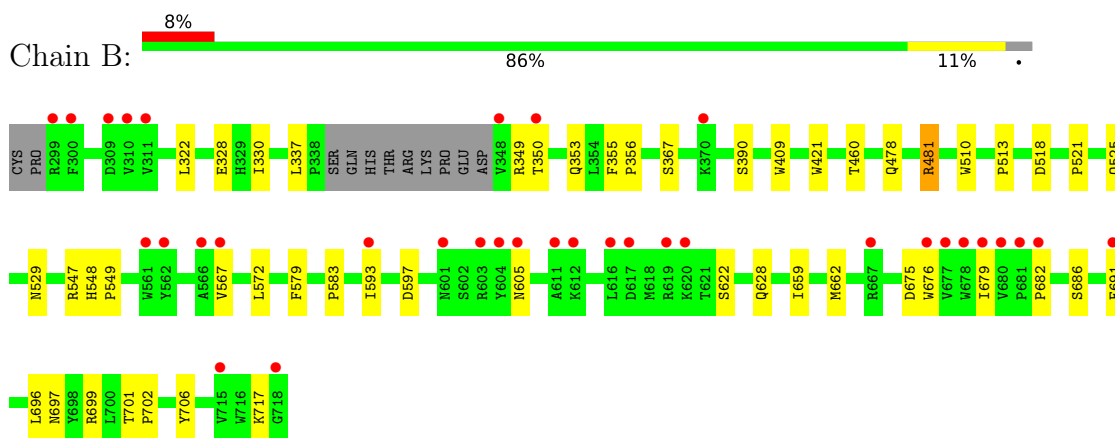 8%
Chain B:
86% 11% •
CYS PRO R299 F300 D309 V310 V311 L322 E328 H329 I330 L337 P338 SER GLN HIS THR ARG LYS PRO GLU ASP V348 R349 T350 Q353 L354 F355 P356 S367 K370 S390 W409 W421 T460 Q478 R481 W510 P513 D518 P521
N529 R547 H548 P549 W561 Y562 A566 V567 L572 F579 P583 I593 D597 N601 S602 R603 Y604 N605 A611 K612 L616 D617 M618 R619 K620 T621 S622 Q628 I659 M662 R667 D675 W676 V677 W678 I679 V680 P681 P682 S686
L696 N697 Y698 R699 L700 T701 P702 Y706 V715 W716 K717 G718